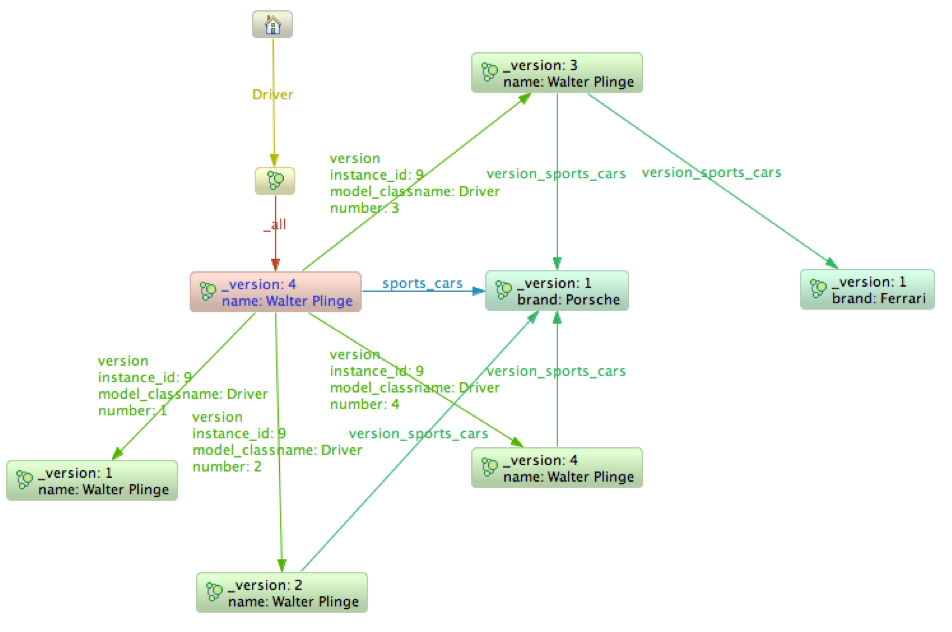 Driver
_version: 3
name: Walter Plinge
version
instance_id: 9
model_classname: Driver
number: 3
version_sports_cars
version_sports_cars
_all
_version: 4
name: Walter Plinge
sports_cars
_version: 1
brand: Porsche
_version: 1
brand: Ferrari
version
instance_id: 9
model_classname: Driver
number: 1
version
instance_id: 9
model_classname: Driver
number: 4
version_sports_cars
version
instance_id: 9
model_classname: Driver
number: 2
version_sports_cars
_version: 1
name: Walter Plinge
_version: 4
name: Walter Plinge
_version: 2
name: Walter Plinge